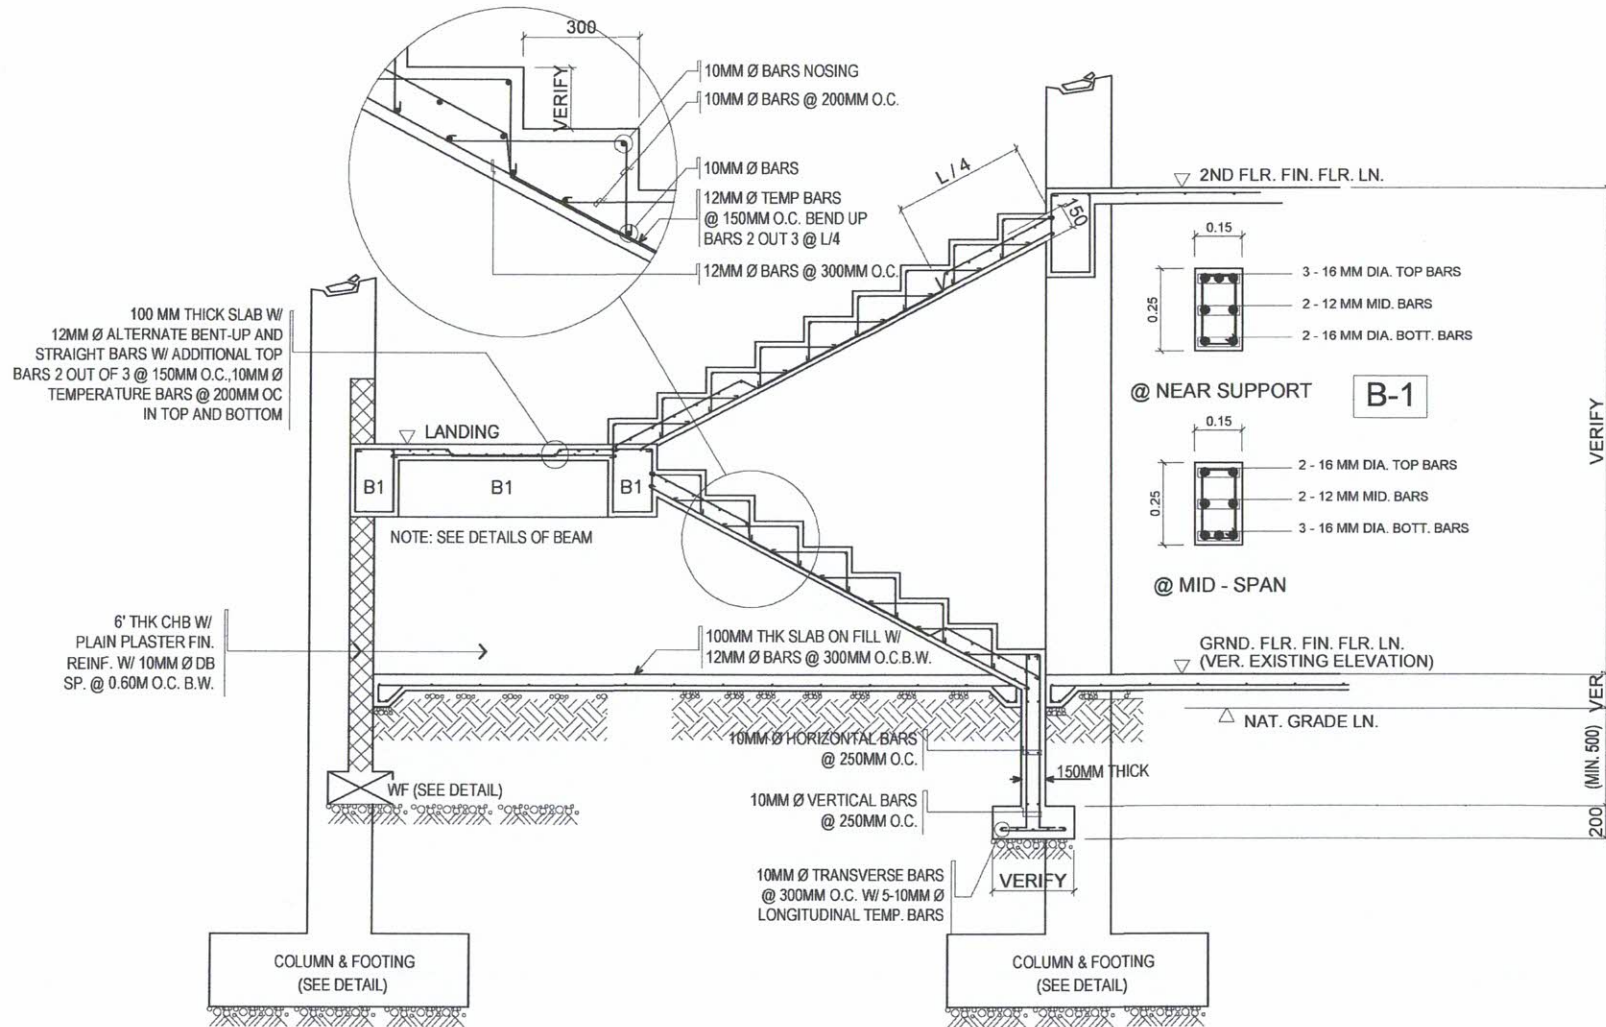 300
VERIFY
10MM Ø BARS NOSING
10MM Ø BARS @ 200MM O.C.
10MM Ø BARS
12MM Ø TEMP BARS
@ 150MM O.C. BEND UP
BARS 2 OUT 3 @ L/4
12MM Ø BARS @ 300MM O.C.
L/4
150
2ND FLR. FIN. FLR. LN.
0.15
0.25
3 - 16 MM DIA. TOP BARS
2 - 12 MM MID. BARS
2 - 16 MM DIA. BOTT. BARS
@ NEAR SUPPORT
B-1
0.15
0.25
2 - 16 MM DIA. TOP BARS
2 - 12 MM MID. BARS
3 - 16 MM DIA. BOTT. BARS
@ MID - SPAN
VERIFY
100 MM THICK SLAB W/
12MM Ø ALTERNATE BENT-UP AND
STRAIGHT BARS W/ ADDITIONAL TOP
BARS 2 OUT OF 3 @ 150MM O.C.,10MM Ø
TEMPERATURE BARS @ 200MM OC
IN TOP AND BOTTOM
LANDING
B1
B1
B1
NOTE: SEE DETAILS OF BEAM
6' THK CHB W/
PLAIN PLASTER FIN.
REINF. W/ 10MM Ø DB
SP. @ 0.60M O.C. B.W.
100MM THK SLAB ON FILL W/
12MM Ø BARS @ 300MM O.C.B.W.
GRND. FLR. FIN. FLR. LN.
(VER. EXISTING ELEVATION)
NAT. GRADE LN.
VER.
(MIN. 500)
200
10MM Ø HORIZONTAL BARS
@ 250MM O.C.
150MM THICK
10MM Ø VERTICAL BARS
@ 250MM O.C.
WF (SEE DETAIL)
10MM Ø TRANSVERSE BARS
@ 300MM O.C. W/ 5-10MM Ø
LONGITUDINAL TEMP. BARS
VERIFY
COLUMN & FOOTING
(SEE DETAIL)
COLUMN & FOOTING
(SEE DETAIL)